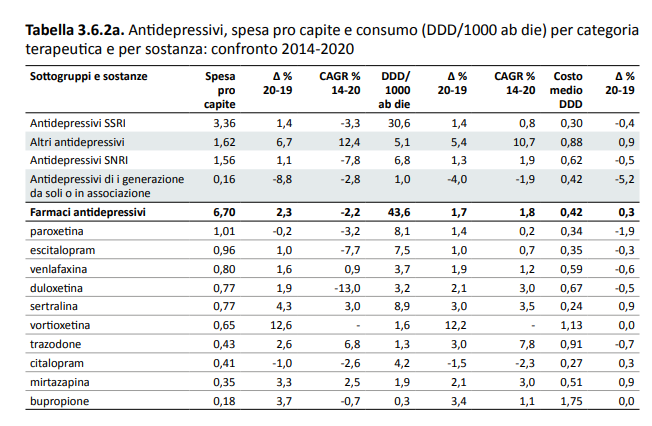 Tabella 3.6.2a. Antidepressivi, spesa pro capite e consumo (DDD/1000 ab die) per categoria
terapeutica e per sostanza: confronto 2014-2020
Sottogruppi e sostanze Spesa pro capite Δ % 20-19 CAGR % 14-20 DDD/ 1000 ab die Δ % 20-19 CAGR % 14-20 Costo medio DDD Δ % 20-19
Antidepressivi SSRI 3,36 1,4 -3,3 30,6 1,4 0,8 0,30 -0,4
Altri antidepressivi 1,62 6,7 12,4 5,1 5,4 10,7 0,88 0,9
Antidepressivi SNRI 1,56 1,1 -7,8 6,8 1,3 1,9 0,62 -0,5
Antidepressivi di i generazione
da soli o in associazione 0,16 -8,8 -2,8 1,0 -4,0 -1,9 0,42 -5,2
Farmaci antidepressivi 6,70 2,3 -2,2 43,6 1,7 1,8 0,42 0,3
paroxetina 1,01 -0,2 -3,2 8,1 1,4 0,2 0,34 -1,9
escitalopram 0,96 1,0 -7,7 7,5 1,0 0,7 0,35 -0,3
venlafaxina 0,80 1,6 0,9 3,7 1,9 1,2 0,59 -0,6
duloxetina 0,77 1,9 -13,0 3,2 2,1 3,0 0,67 -0,5
sertralina 0,77 4,3 3,0 8,9 3,0 3,5 0,24 0,9
vortioxetina 0,65 12,6 - 1,6 12,2 - 1,13 0,0
trazodone 0,43 2,6 6,8 1,3 3,0 7,8 0,91 -0,7
citalopram 0,41 -1,0 -2,6 4,2 -1,5 -2,3 0,27 0,3
mirtazapina 0,35 3,3 2,5 1,9 2,1 3,0 0,51 0,9
bupropione 0,18 3,7 -0,7 0,3 3,4 1,1 1,75 0,0